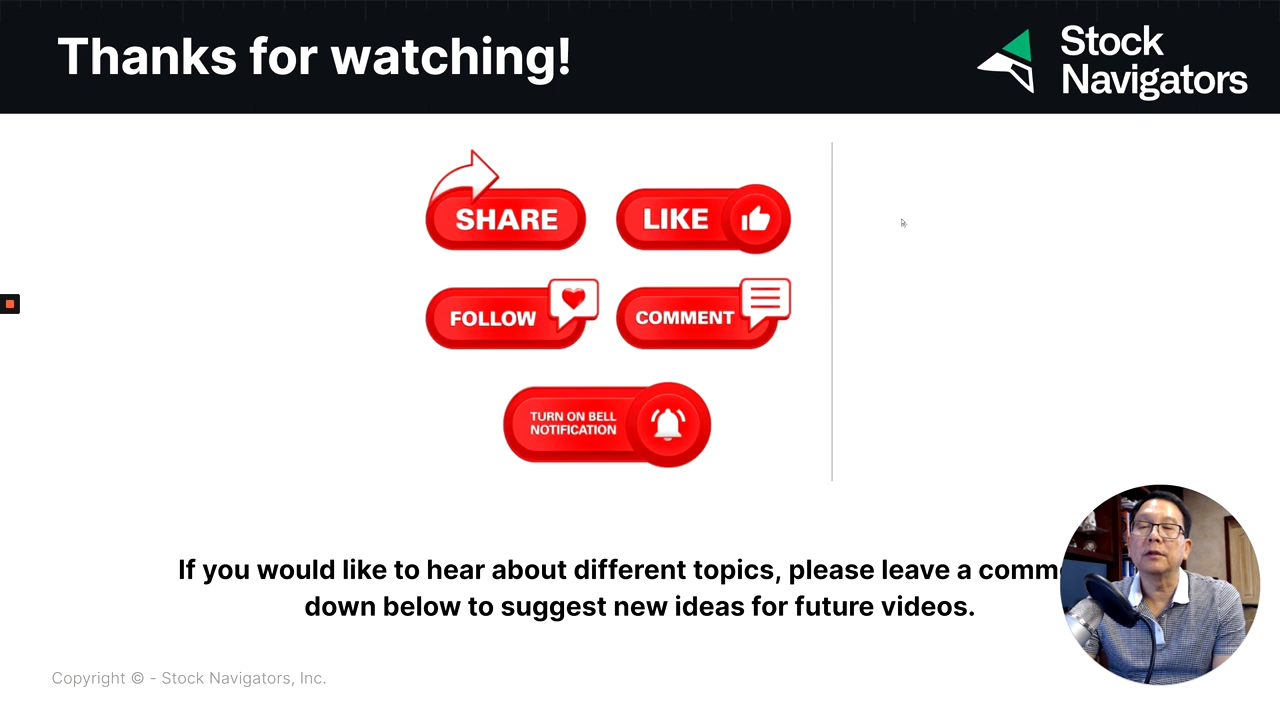 Thanks for watching!
Stock
Navigators
SHARE
LIKE
FOLLOW
COMMENT
TURN ON BELL
NOTIFICATION
If you would like to hear about different topics, please leave a
down below to suggest new ideas for future videos.
Copyright © - Stock Navigators, Inc.